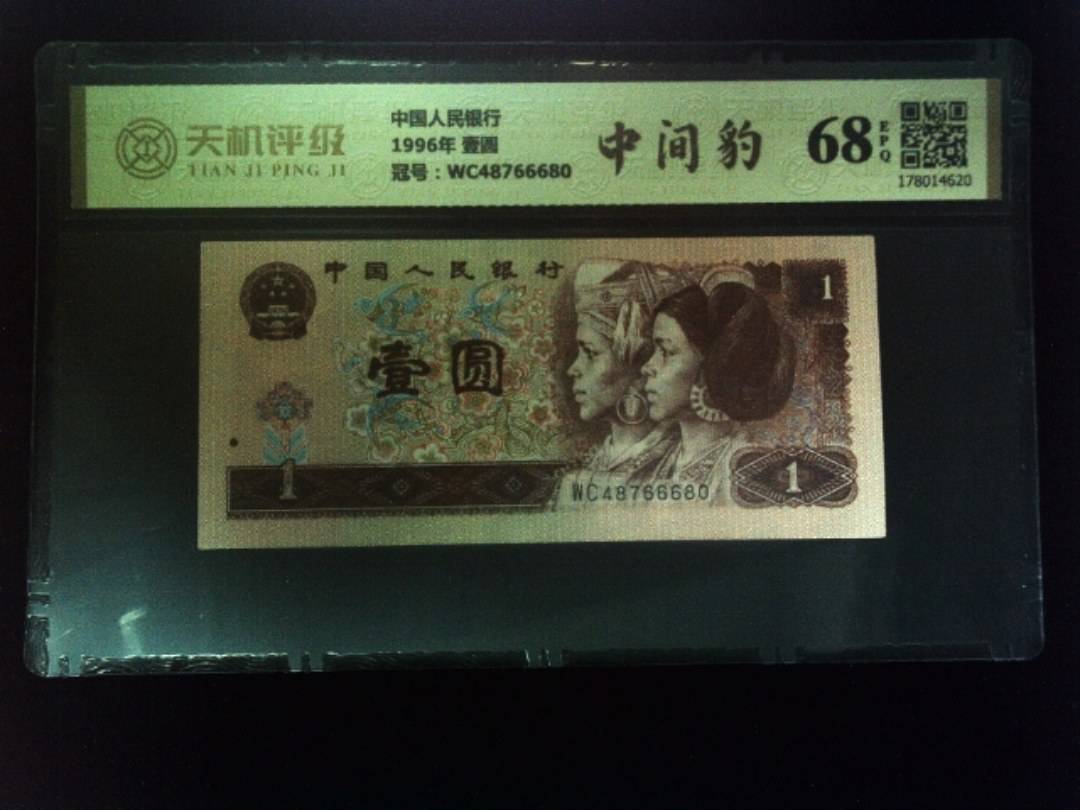 天机评级
TIAN JI PING JI
中国人民银行
1996年 壹圆
冠号：WC48766680
中间豹
68
EPQ
178014620
中国人民银行
1
壹圆
1
WC48766680
1